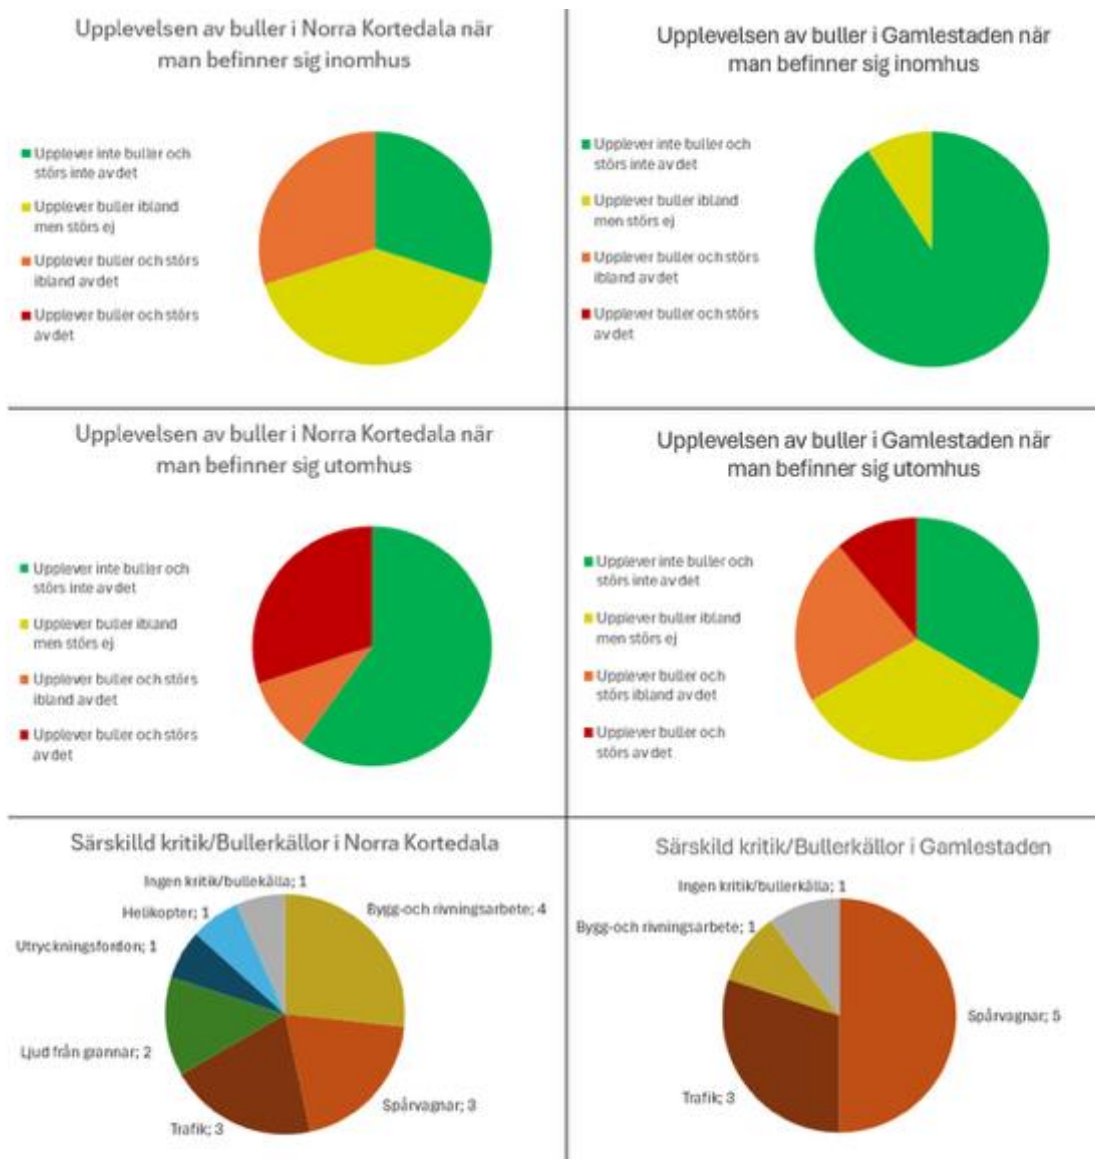 Upplevelsen av buller i Norra Kortedala när
man befinner sig inomhus
Upplever inte buller och
störs inte av det
Upplever buller ibland
men störs ej
Upplever buller och störs
ibland av det
Upplever buller och störs
av det
Upplevelsen av buller i Gamlestaden när
man befinner sig inomhus
Upplever inte buller och
störs inte av det
Upplever buller ibland
men störs ej
Upplever buller och störs
ibland av det
Upplever buller och störs
av det
Upplevelsen av buller i Norra Kortedala när
man befinner sig utomhus
Upplever inte buller och
störs inte av det
Upplever buller ibland
men störs ej
Upplever buller och störs
ibland av det
Upplever buller och störs
av det
Upplevelsen av buller i Gamlestaden när
man befinner sig utomhus
Upplever inte buller och
störs inte av det
Upplever buller ibland
men störs ej
Upplever buller och
störs ibland av det
Upplever buller och
störs av det
Särskilld kritik/Bullerkällor i Norra Kortedala
Ingen kritik/bullekälla; 1
Bygg-och rivningsarbete; 4
Helikopter; 1
Utryckningsfordon; 1
Ljud från grannar; 2
Spårvagnar; 3
Trafik; 3
Särskild kritik/Bullerkällor i Gamlestaden
Ingen kritik/bullerkälla; 1
Bygg-och rivningsarbete; 1
Spårvagnar; 5
Trafik; 3